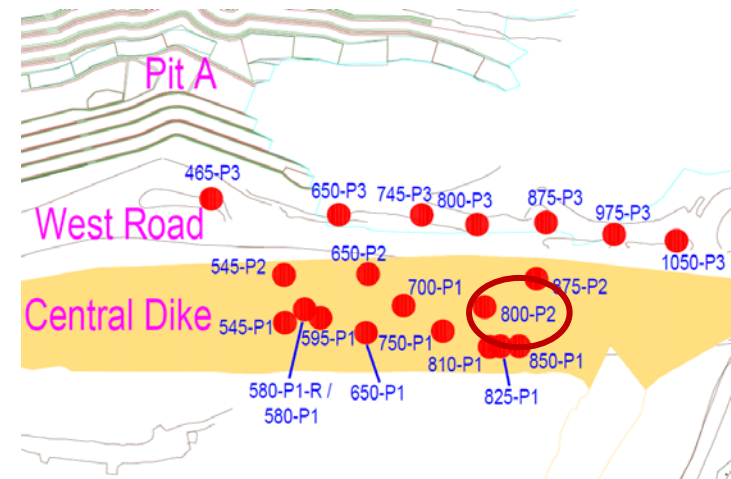 Pit A
465-P3
650-P3
745-P3
800-P3
875-P3
975-P3
1050-P3
West Road
545-P2
650-P2
875-P2
700-P1
800-P2
Central Dike
545-P1
595-P1
750-P1
810-P1
850-P1
580-P1-R /
580-P1
650-P1
825-P1